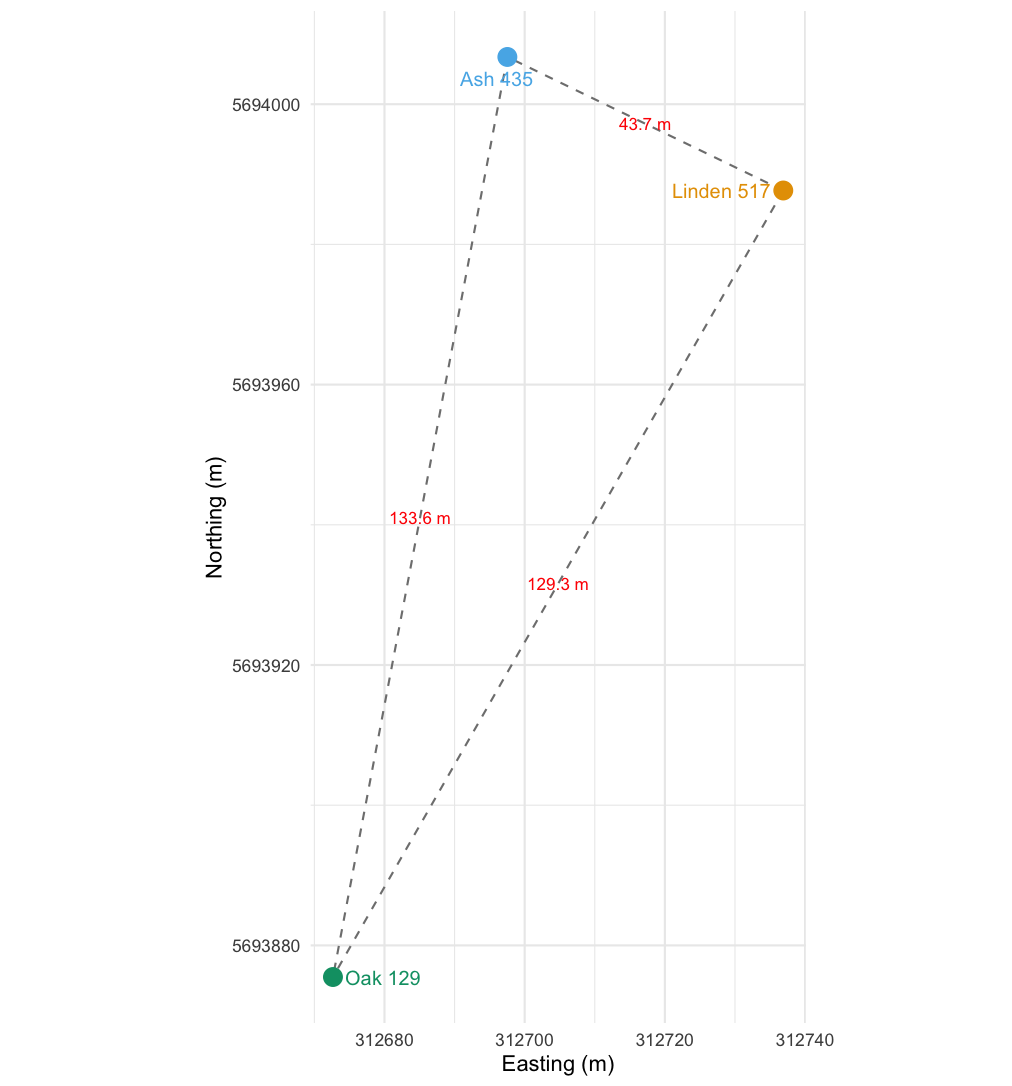 Ash 435
5694000
43.7 m
Linden 517
5693960
Northing (m)
133.6 m
129.3 m
5693920
5693880
Oak 129
312680
312700
312720
312740
Easting (m)